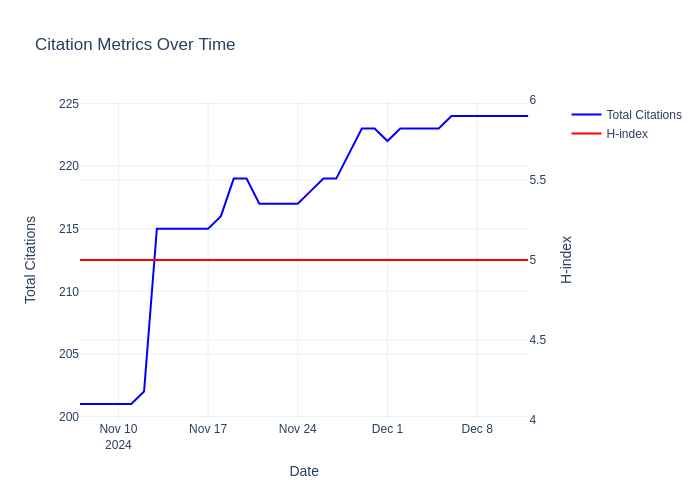 Citation Metrics Over Time
225
220
215
210
205
200
Total Citations
6
5.5
5
4.5
4
H-index
Total Citations
H-index
Nov 10
2024
Nov 17
Nov 24
Dec 1
Dec 8
Date